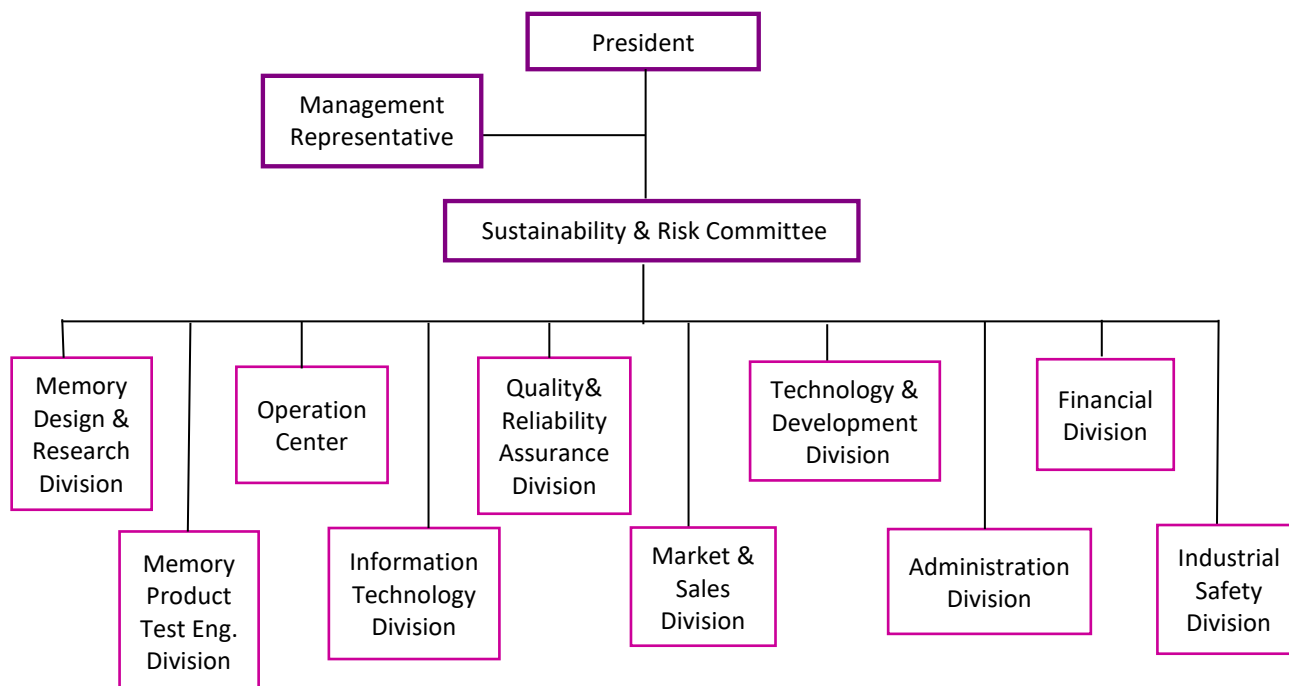 President
Management
Representative
Sustainability & Risk Committee
Memory
Design &
Research
Division
Operation
Center
Quality&
Reliability
Assurance
Division
Technology &
Development
Division
Financial
Division
Memory
Product
Test Eng.
Division
Information
Technology
Division
Market &
Sales
Division
Administration
Division
Industrial
Safety
Division